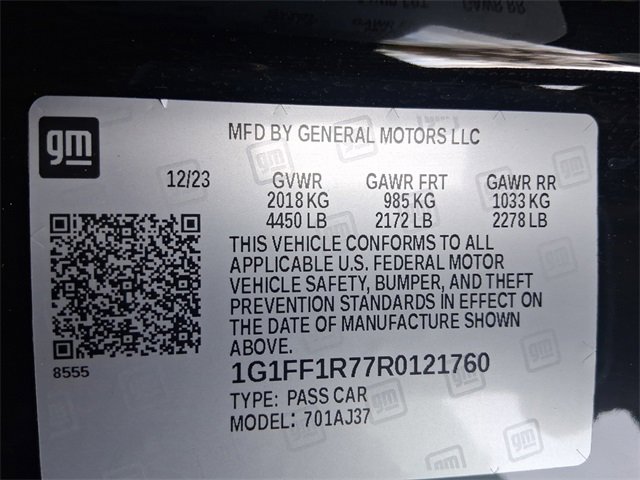 gm
MFD BY GENERAL MOTORS LLC
12/23 GVWR GAWR FRT GAWR RR
2018 KG 985 KG 1033 KG
4450 LB 2172 LB 2278 LB
THIS VEHICLE CONFORMS TO ALL
APPLICABLE U.S. FEDERAL MOTOR
VEHICLE SAFETY, BUMPER, AND THEFT
PREVENTION STANDARDS IN EFFECT ON
THE DATE OF MANUFACTURE SHOWN
ABOVE.
8555
1G1FF1R77R0121760
TYPE: PASS CAR
MODEL: 701AJ37